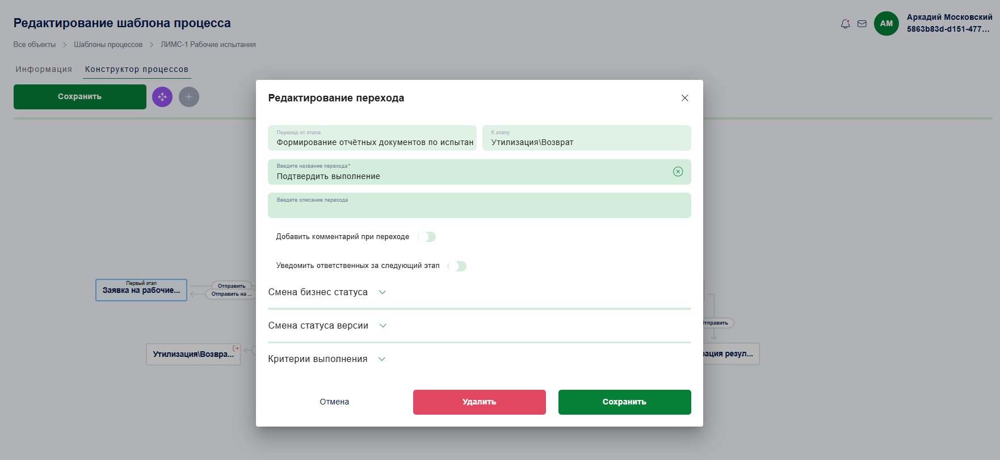 Редактирование шаблона процесса
Аркадий Московский
АМ
5863b83d-d151-477...
Все объекты
Шаблоны процессов
ЛИМС-1 Рабочие испытания
Информация
Конструктор процессов
Сохранить
Редактирование перехода
Переход от этапа
Формирование отчётных документов по испытан
К этапу
Утилизация\Возврат
Введите название перехода*
Подтвердить выполнение
Введите описание перехода
Добавить комментарий при переходе
Уведомить ответственных за следующий этап
Смена бизнес статуса
Смена статуса версии
Критерии выполнения
Отмена
Удалить
Сохранить
Первый этап
Заявка на рабочие...
Отправить
Отправить на ...
Утилизация\Возвра...
Отправить
рация резул...